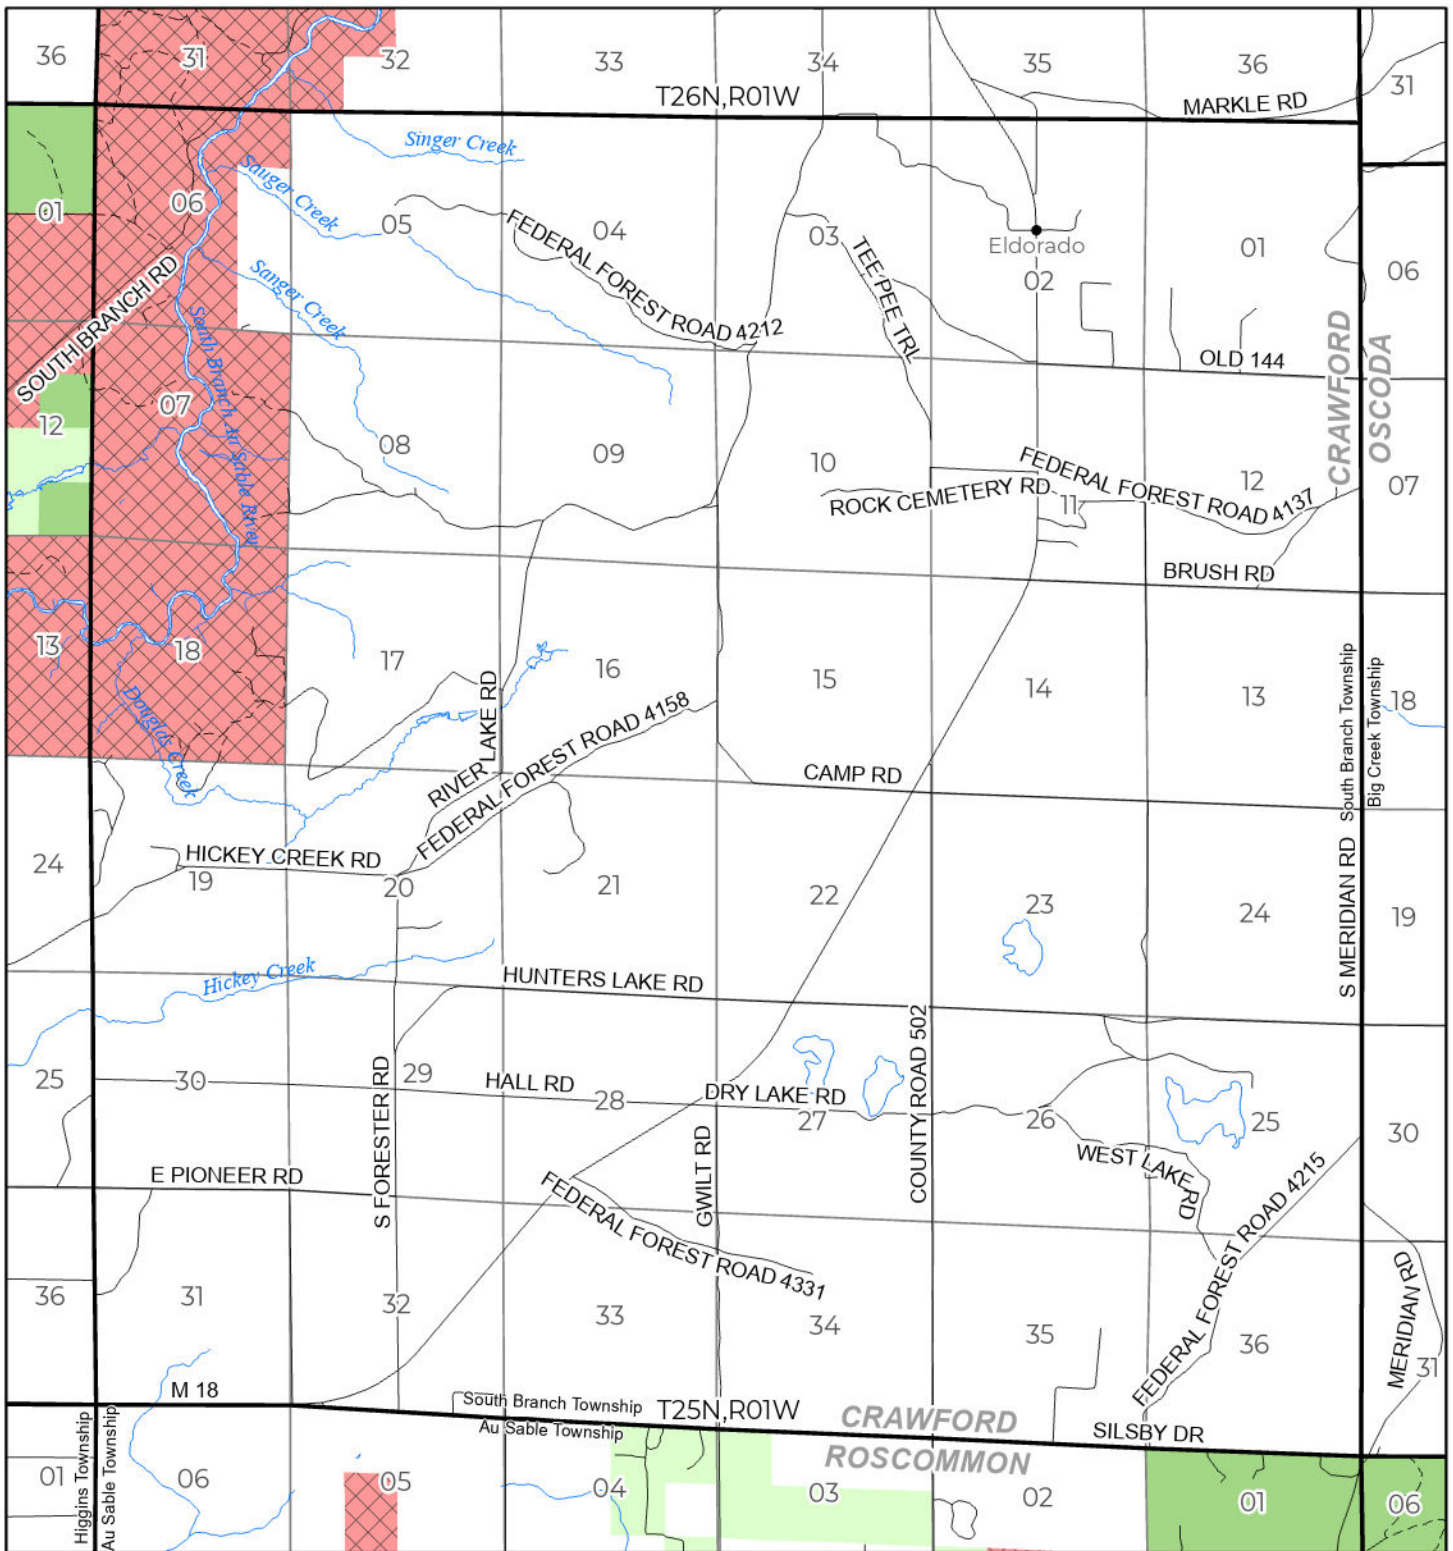 36
31
32
33
34
35
36
31
T26N,R01W
MARKLE RD
Singer Creek
Sauger Creek
01
06
05
04
03
01
06
FEDERAL FOREST ROAD 4212
TEE PEE TRL
Eldorado
02
SOUTH BRANCH RD
Sanger Creek
South Branch Au Sable River
OLD 144
CRAWFORD
OSCODA
12
07
08
09
10
11
12
07
ROCK CEMETERY RD
FEDERAL FOREST ROAD 4137
BRUSH RD
13
18
17
16
15
14
13
18
South Branch Township
Big Creek Township
Douglas Creek
RIVER LAKE RD
FEDERAL FOREST ROAD 4158
CAMP RD
S MERIDIAN RD
HICKEY CREEK RD
24
19
20
21
22
23
24
19
Hickey Creek
HUNTERS LAKE RD
COUNTY ROAD 502
25
30
29
28
27
26
25
30
HALL RD
DRY LAKE RD
S FORESTER RD
GWILT RD
WEST LAKE RD
E PIONEER RD
FEDERAL FOREST ROAD 4331
FEDERAL FOREST ROAD 4215
MERIDIAN RD
36
31
32
33
34
35
36
31
M 18
South Branch Township
Au Sable Township
T25N,R01W
CRAWFORD
ROSCOMMON
SILSBY DR
Higgins Township
Au Sable Township
01
06
05
04
03
02
01
06